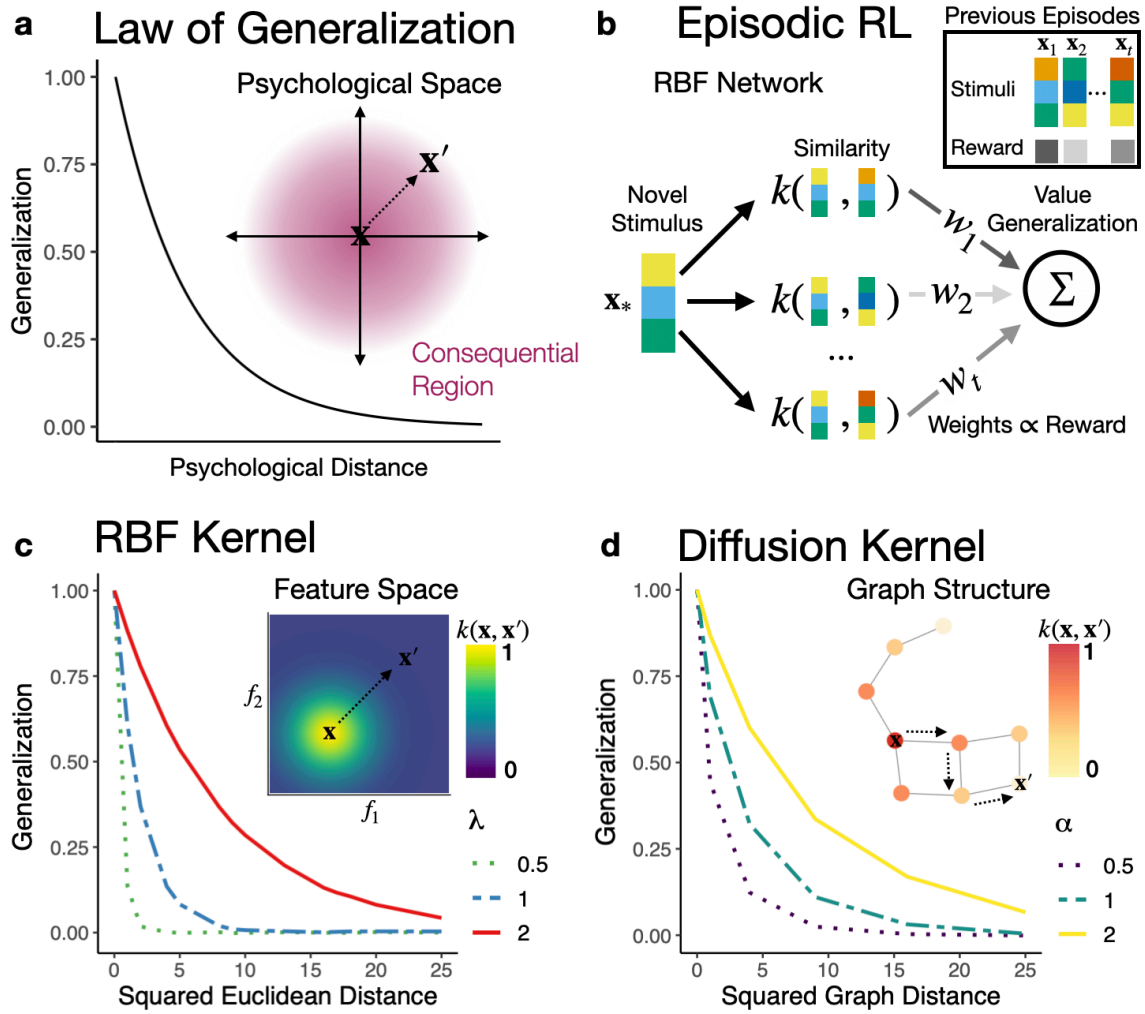 a
Law of Generalization
1.00
0.75
0.50
0.25
0.00
Generalization
Psychological Space
x
x′
Consequential
Region
Psychological Distance
b
Episodic RL
RBF Network
Previous Episodes
x₁ x₂ xₜ
Stimuli
...
Reward
Novel
Stimulus
x*
Similarity
k( , )
k( , )
...
k( , )
w₁
w₂
wₜ
Value
Generalization
Σ
Weights ∝ Reward
c
RBF Kernel
1.00
0.75
0.50
0.25
0.00
Generalization
Feature Space
f₂
f₁
x
x′
k(x, x′)
1
0
λ
0.5
1
2
0 5 10 15 20 25
Squared Euclidean Distance
d
Diffusion Kernel
1.00
0.75
0.50
0.25
0.00
Generalization
Graph Structure
x
x′
k(x, x′)
1
0
α
0.5
1
2
0 5 10 15 20 25
Squared Graph Distance